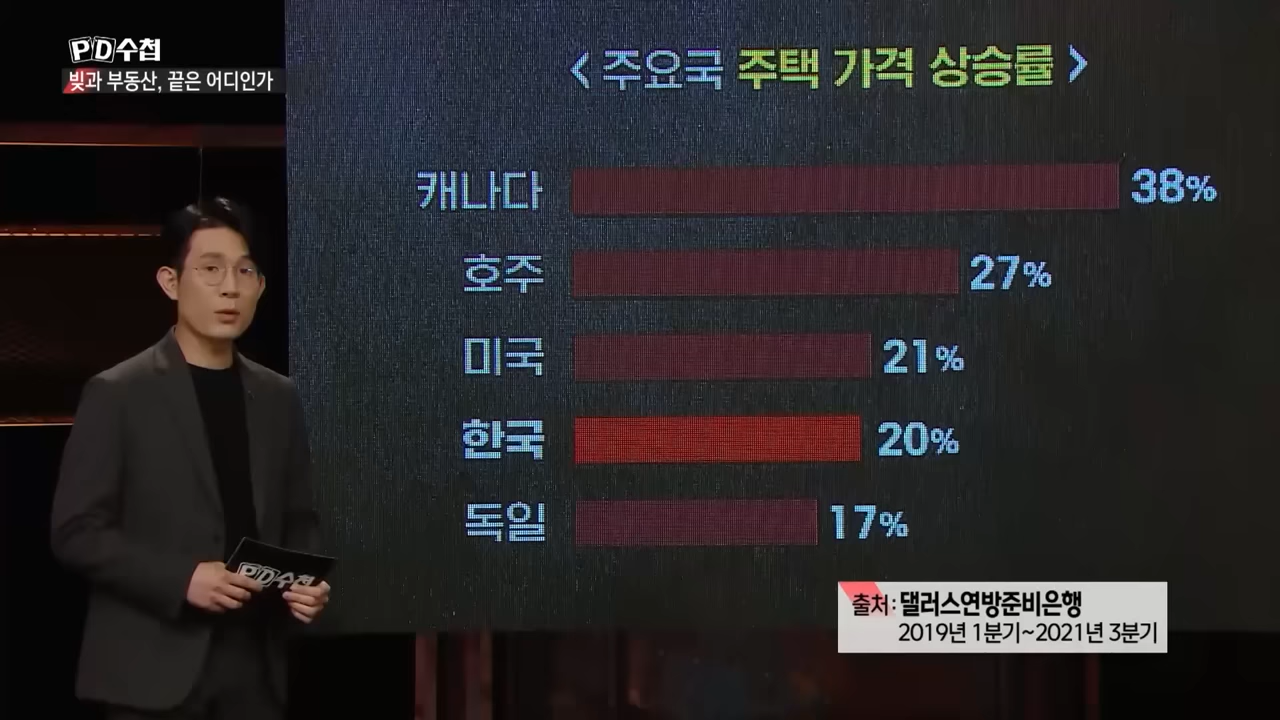 PD수첩
빚과 부동산, 끝은 어디인가
< 주요국 주택 가격 상승률 >
캐나다 38%
호주 27%
미국 21%
한국 20%
독일 17%
PD수첩
출처: 댈러스연방준비은행
2019년 1분기~2021년 3분기